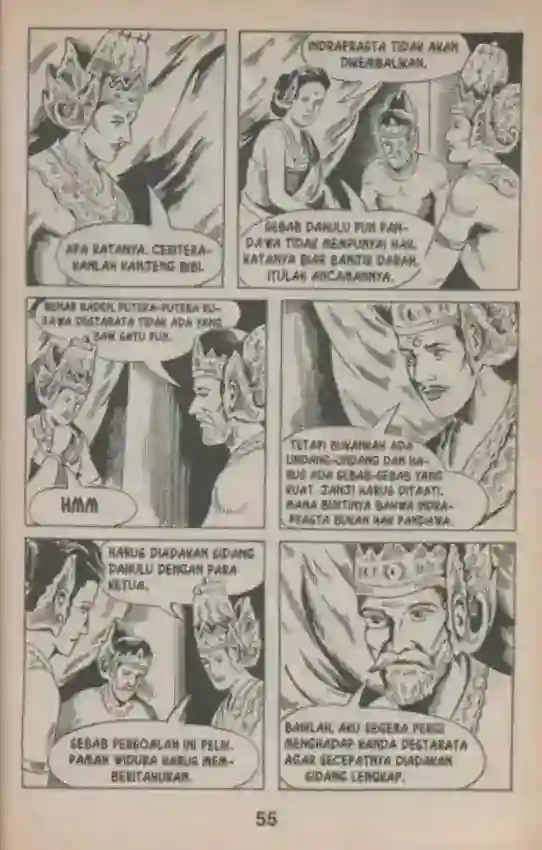 APA KATANYA. CERITERA-
KANLAH KANJENG BIBI.
INDRAPRASTA TIDAK AKAN
DIKEMBALIKAN.
SEBAB DAHULU PUN PAN-
DAWA TIDAK MEMPUNYAI HAK.
KATANYA BIAR BANJIR DARAH.
ITULAH ANCAMANNYA.
BENAR RADEN, PUTERA-PUTERA KU-
RAWA DESTARATA TIDAK ADA YANG
SATU PUN.
HMM
TETAPI BUKANKAH ADA
UNDANG-UNDANG DAN HA-
RUS ADA SEBAB-SEBAB YANG
KUAT JANJI HARUS DITAATI.
MANA BUKTINYA BAHWA INDRA-
PRASTA BUKAN HAK PANDAWA.
HARUS DIADAKAN SIDANG
DAHULU DENGAN PARA
KETUA.
SEBAB PERSOALAN INI PELIK.
PAMAN WIDURA HARUS MEM-
BERITAHUKAN.
BAIKLAH, AKU SEGERA PERGI
MENGHADAP KANDA DESTARATA
AGAR SECEPATNYA DIADAKAN
SIDANG LENGKAP.
55